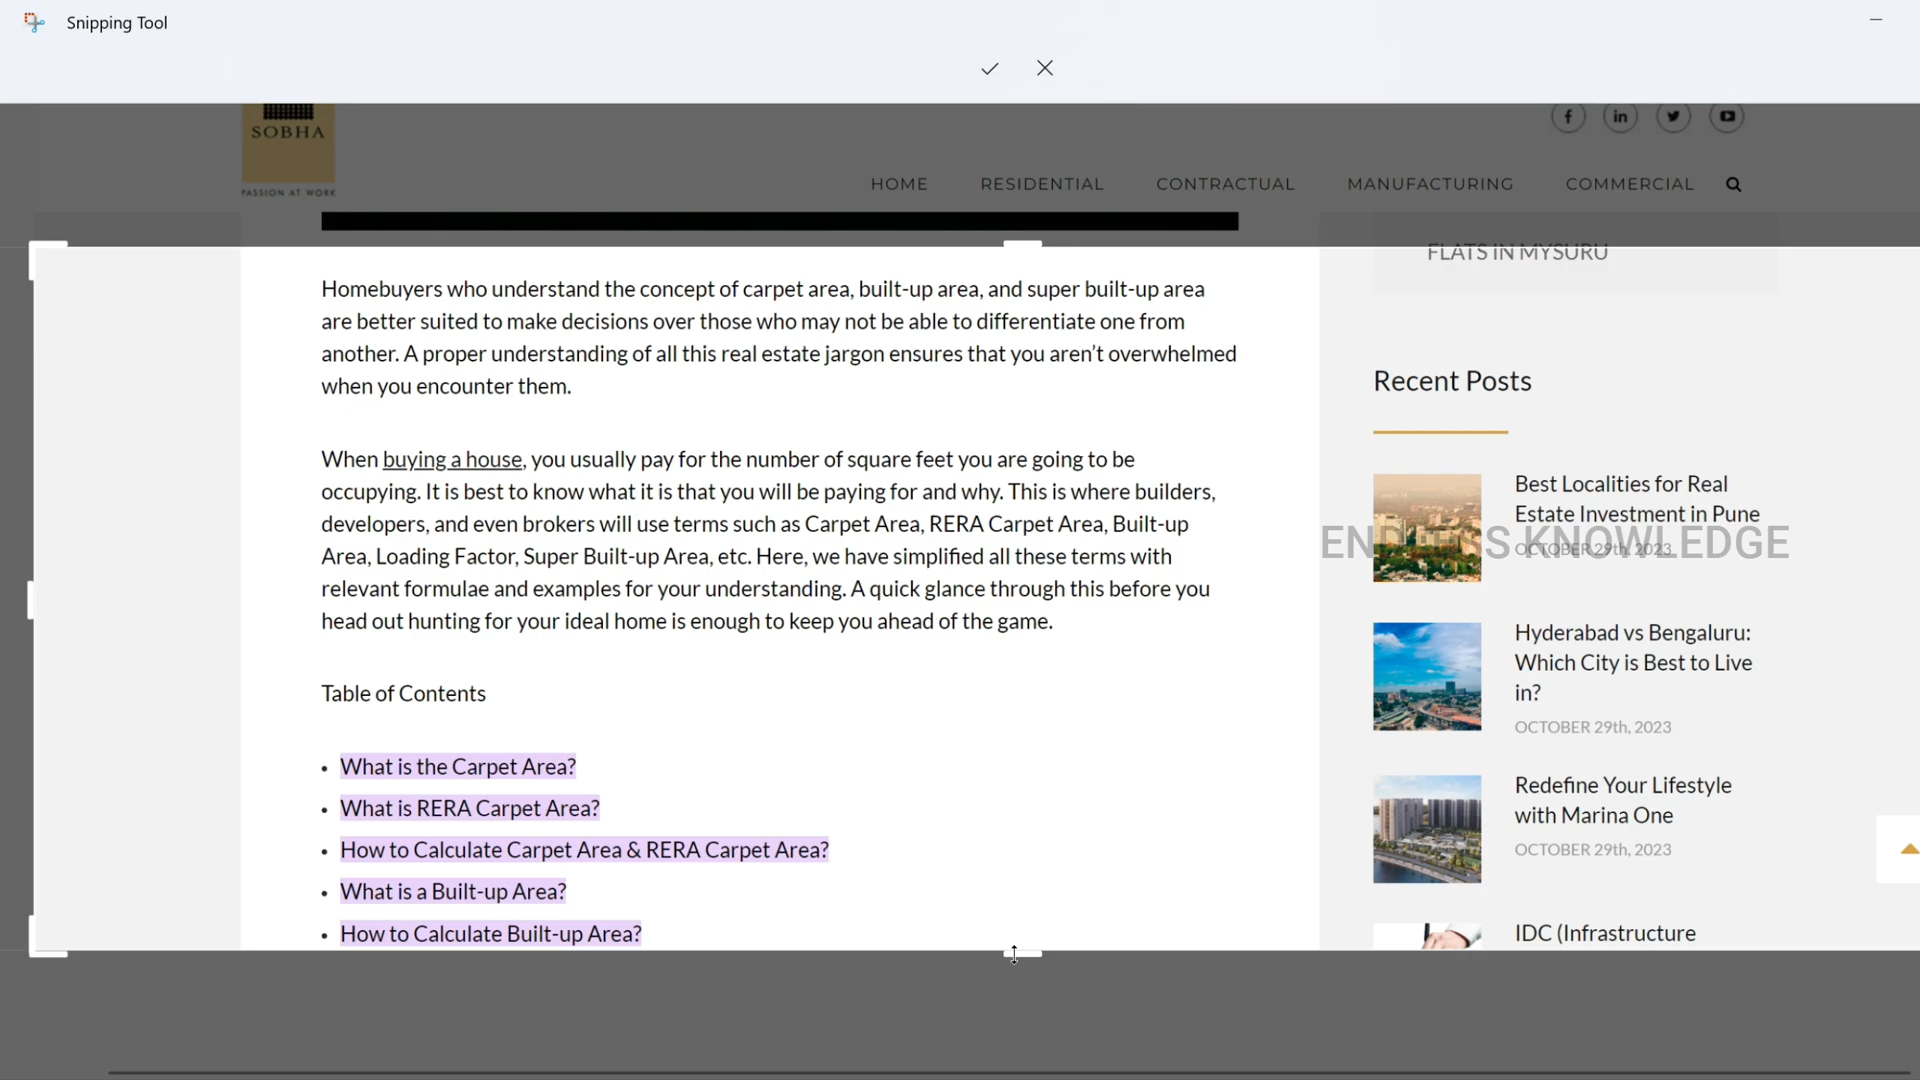 Snipping Tool
SOBHA
PASSION AT WORK
HOME RESIDENTIAL CONTRACTUAL MANUFACTURING COMMERCIAL
FLATS IN MYSURU
Homebuyers who understand the concept of carpet area, built-up area, and super built-up area
are better suited to make decisions over those who may not be able to differentiate one from
another. A proper understanding of all this real estate jargon ensures that you aren’t overwhelmed
when you encounter them.
When buying a house, you usually pay for the number of square feet you are going to be
occupying. It is best to know what it is that you will be paying for and why. This is where builders,
developers, and even brokers will use terms such as Carpet Area, RERA Carpet Area, Built-up
Area, Loading Factor, Super Built-up Area, etc. Here, we have simplified all these terms with
relevant formulae and examples for your understanding. A quick glance through this before you
head out hunting for your ideal home is enough to keep you ahead of the game.
Table of Contents
• What is the Carpet Area?
• What is RERA Carpet Area?
• How to Calculate Carpet Area & RERA Carpet Area?
• What is a Built-up Area?
• How to Calculate Built-up Area?
Recent Posts
Best Localities for Real
Estate Investment in Pune
OCTOBER 29th, 2023
ENDLESS KNOWLEDGE
Hyderabad vs Bengaluru:
Which City is Best to Live
in?
OCTOBER 29th, 2023
Redefine Your Lifestyle
with Marina One
OCTOBER 29th, 2023
IDC (Infrastructure